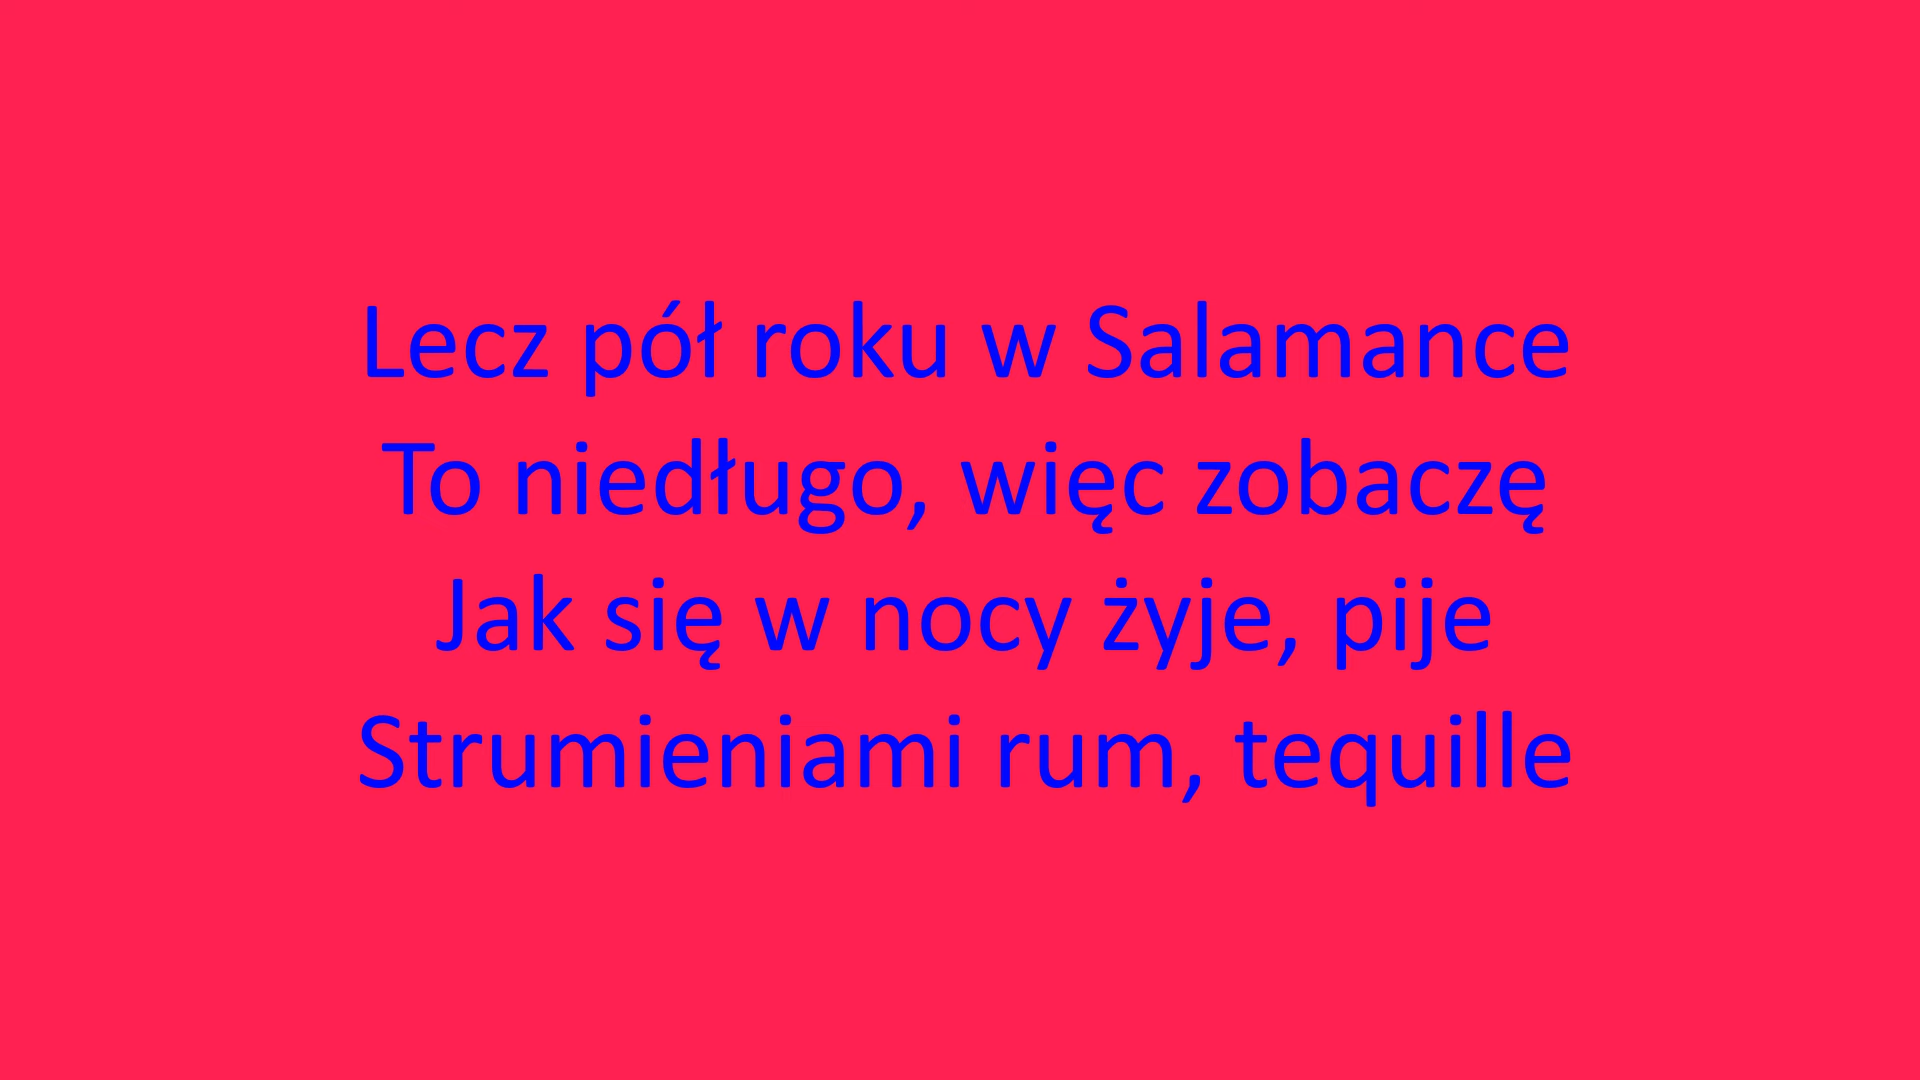 Lecz pół roku w Salamance
To niedługo, więc zobaczę
Jak się w nocy żyje, pije
Strumieniami rum, tequille